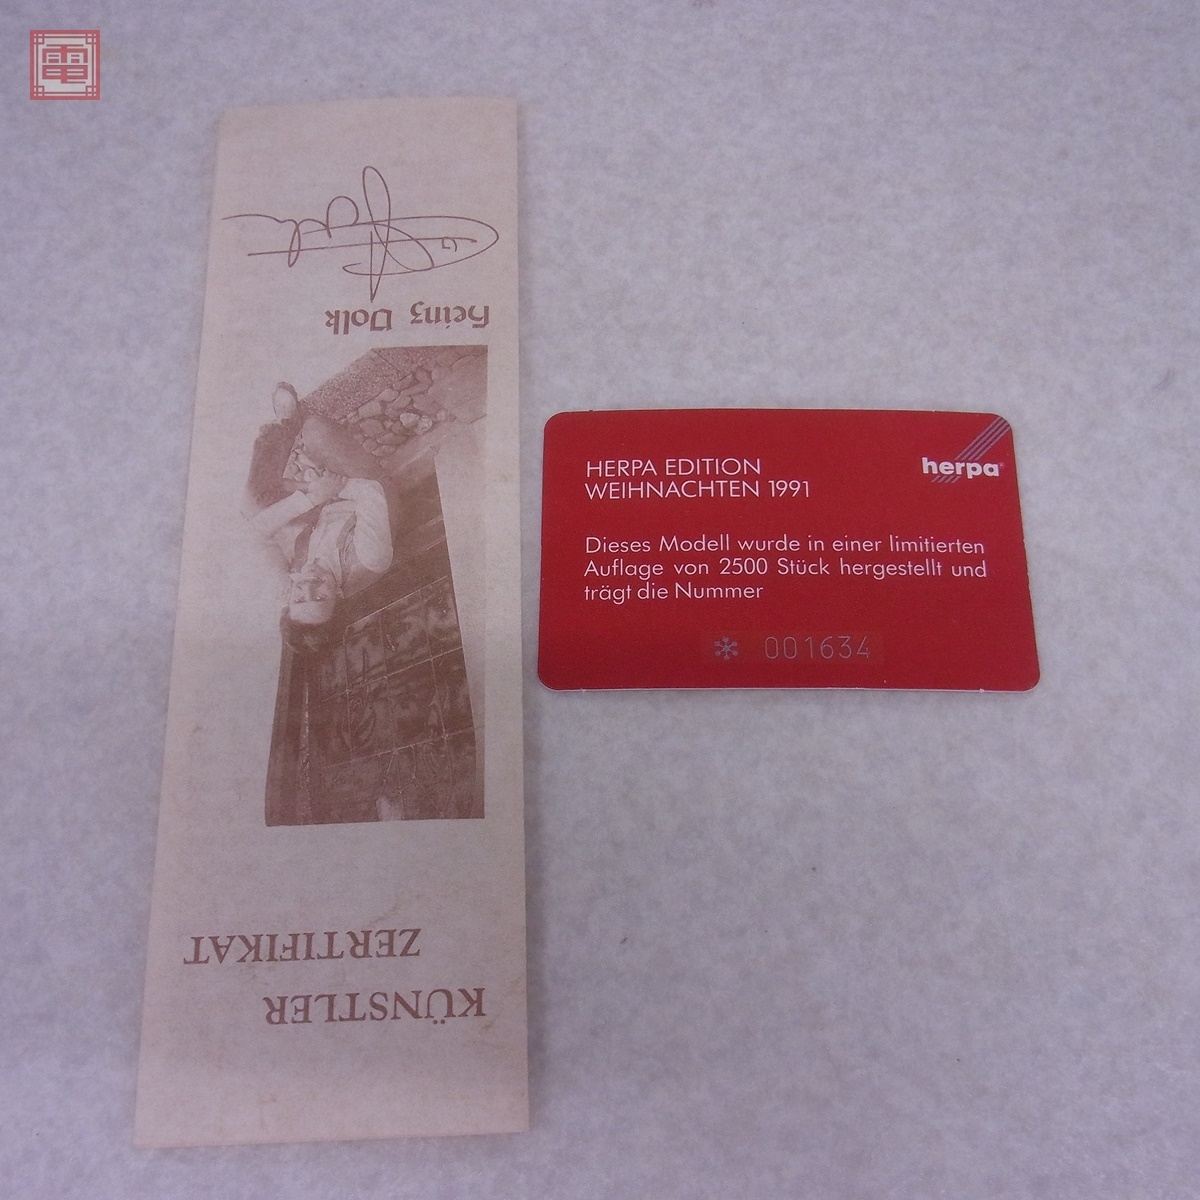 電
KÜNSTLER
ZERTIFIKAT
Heinz Volk
HERPA EDITION
WEIHNACHTEN 1991
herpa
Dieses Modell wurde in einer limitierten
Auflage von 2500 Stück hergestellt und
trägt die Nummer
001634